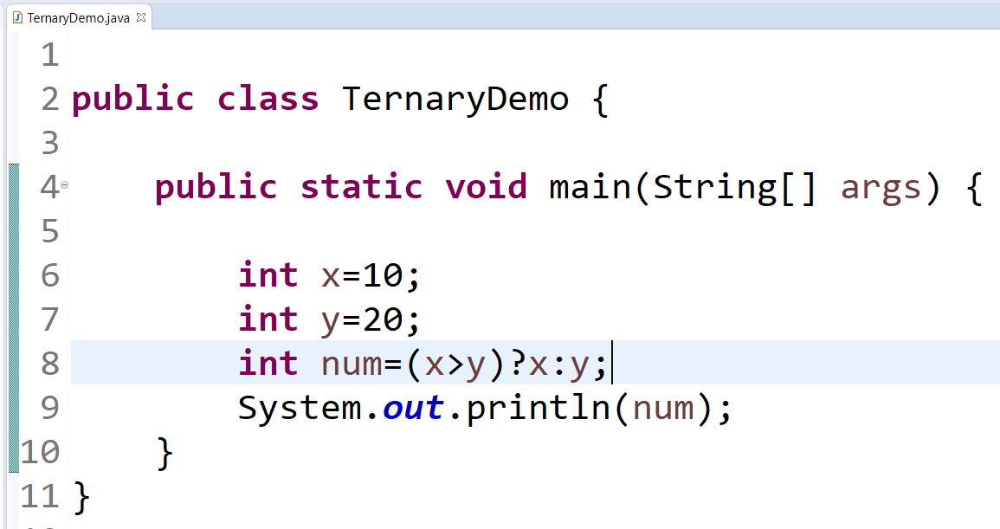 TernaryDemo.java
1
2 public class TernaryDemo {
3
4 public static void main(String[] args) {
5
6 int x=10;
7 int y=20;
8 int num=(x>y)?x:y;
9 System.out.println(num);
10 }
11 }